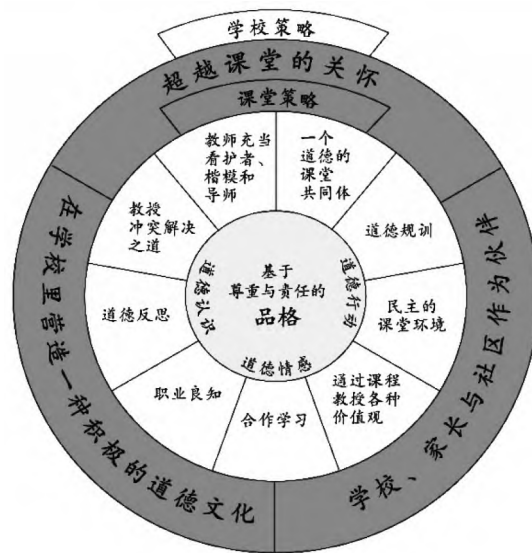 学校策略
超越课堂的关怀
课堂策略
教师充当
看护者、
楷模和
导师
一个
道德的
课堂
共同体
道德规训
民主的
课堂环境
通过课程
教授各种
价值观
合作学习
职业良知
道德反思
教授
冲突解决
之道
道德认识
道德行动
道德情感
基于
尊重与责任的
品格
在学校里营造一种积极的道德文化
学校、家长与社区作为伙伴